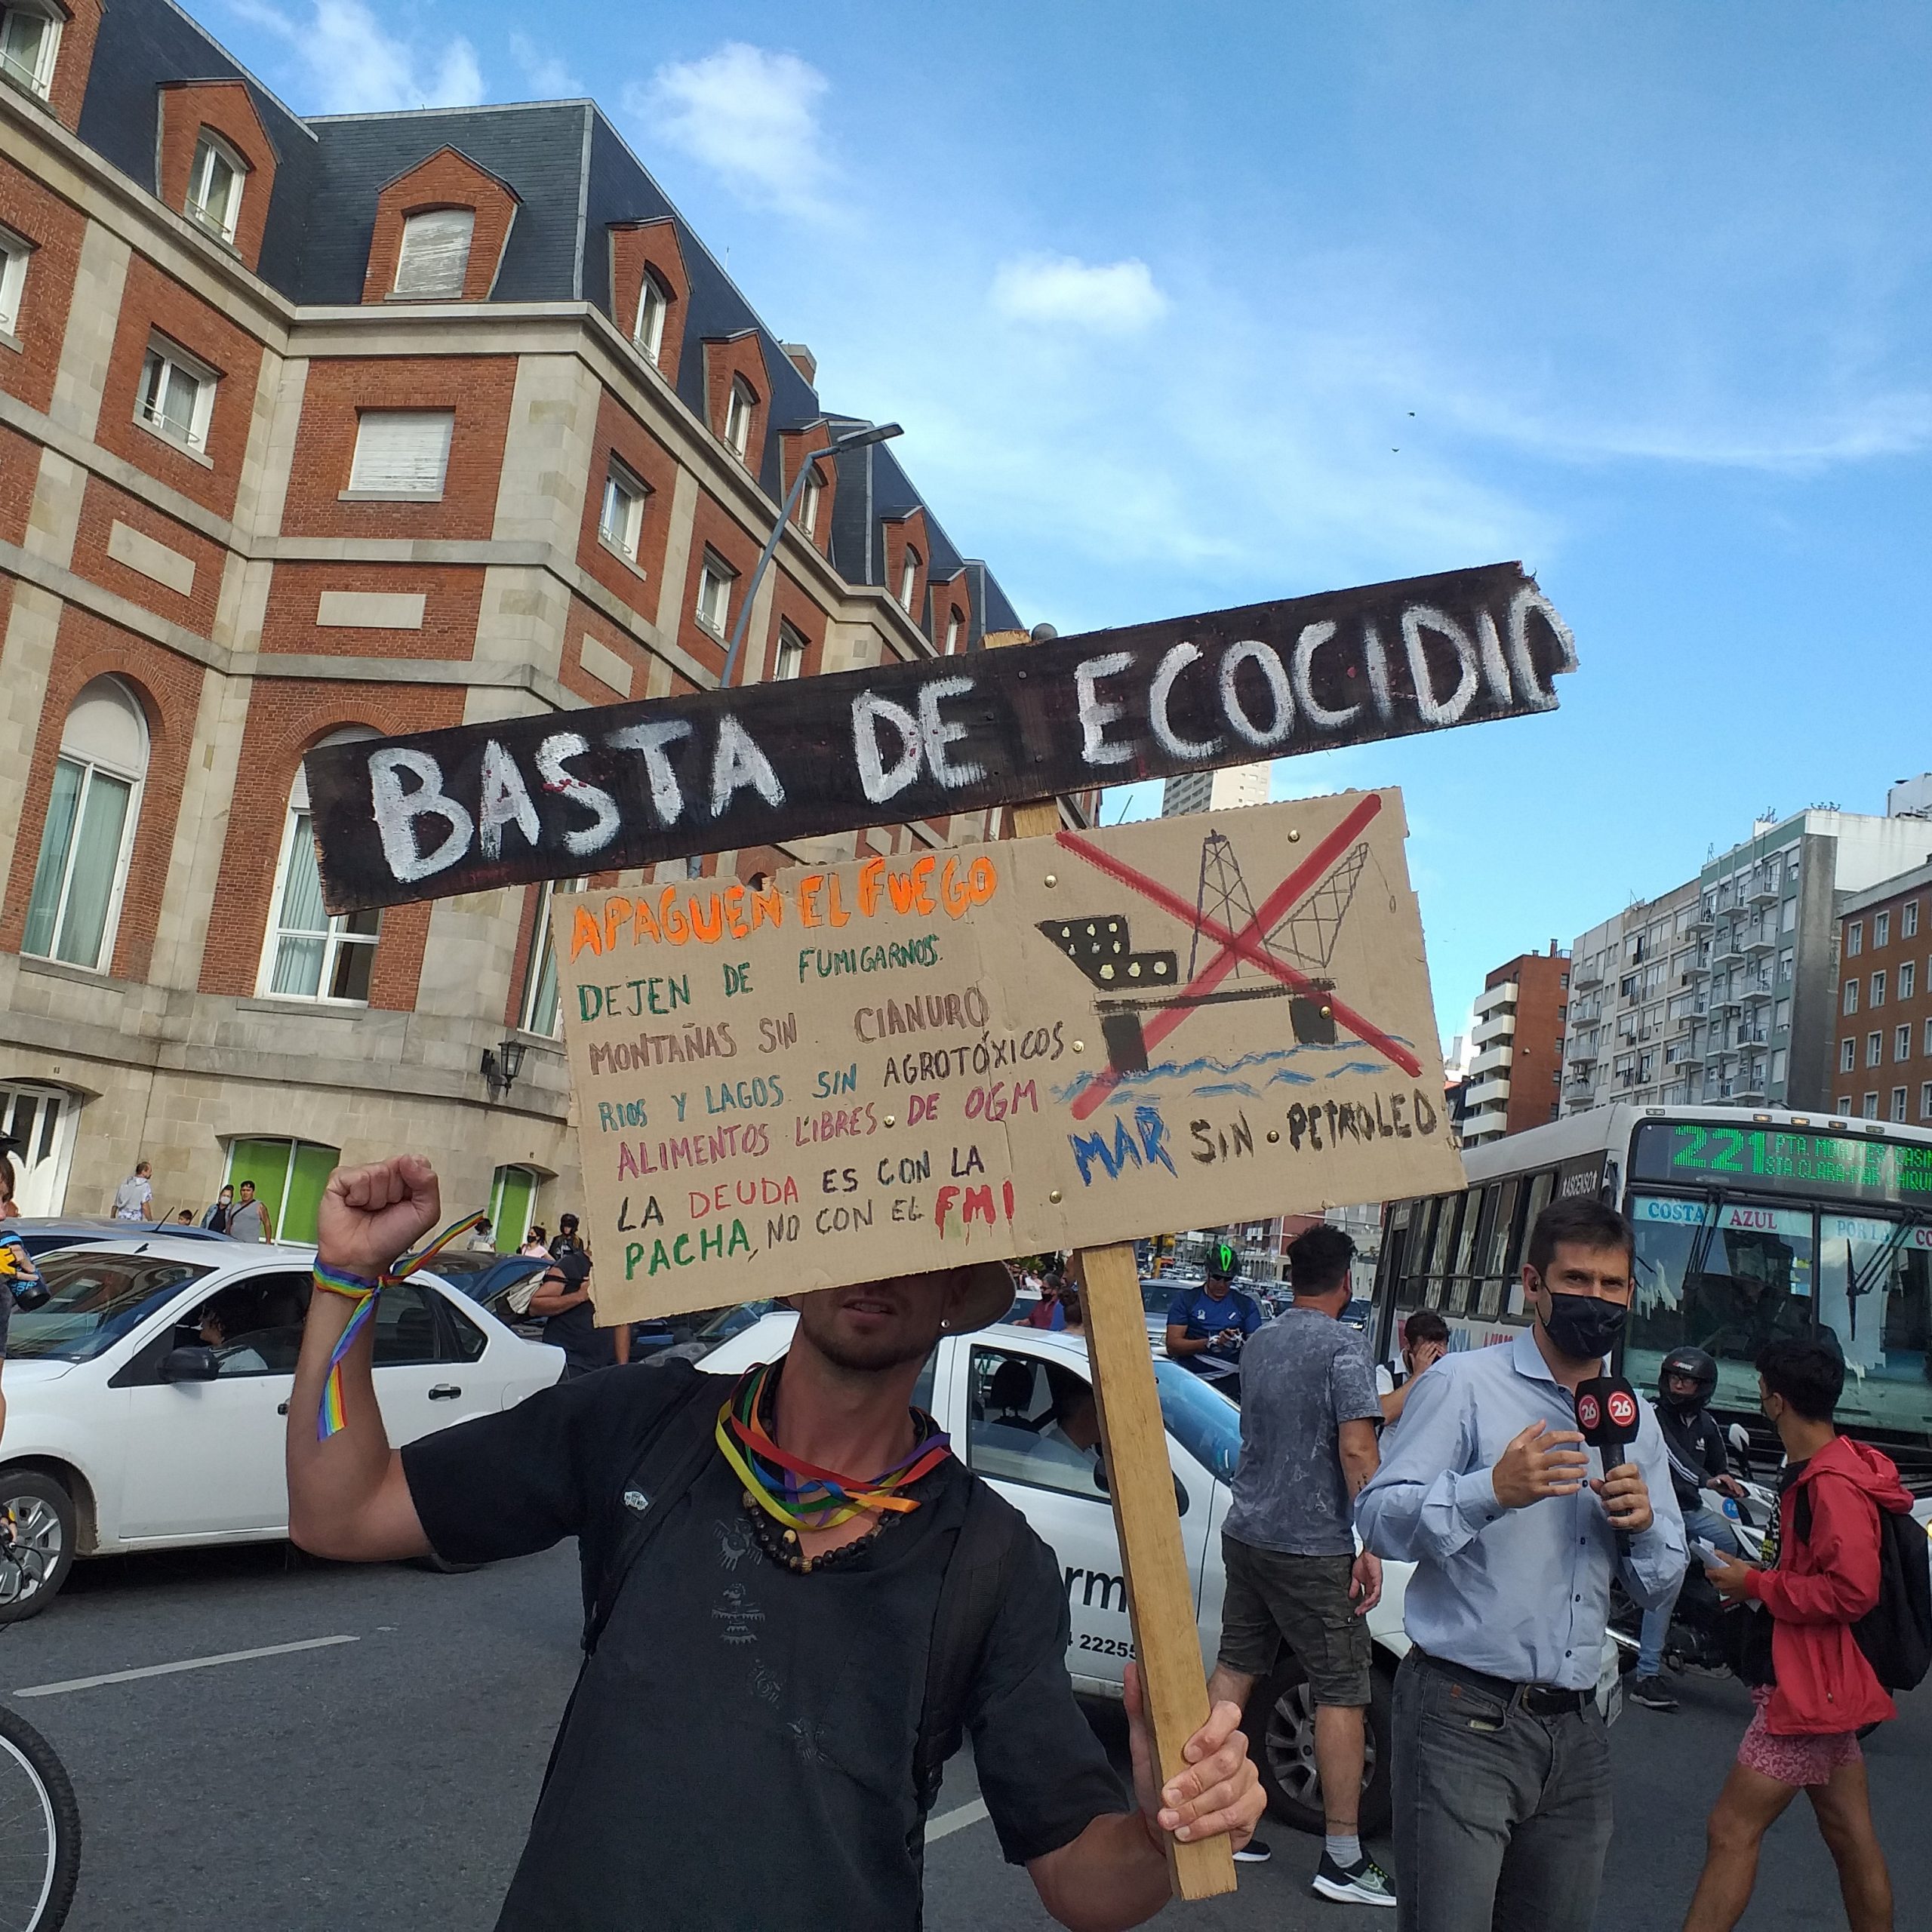 BASTA DE ECOCIDIO
APAGUEN EL FUEGO
DEJEN DE FUMIGARNOS.
MONTAÑAS SIN CIANURO
RIOS Y LAGOS SIN AGROTÓXICOS
ALIMENTOS LIBRES DE OGM
LA DEUDA ES CON LA
PACHA, NO CON EL FMI
MAR SIN PETROLEO
221
COSTA AZUL
26
26